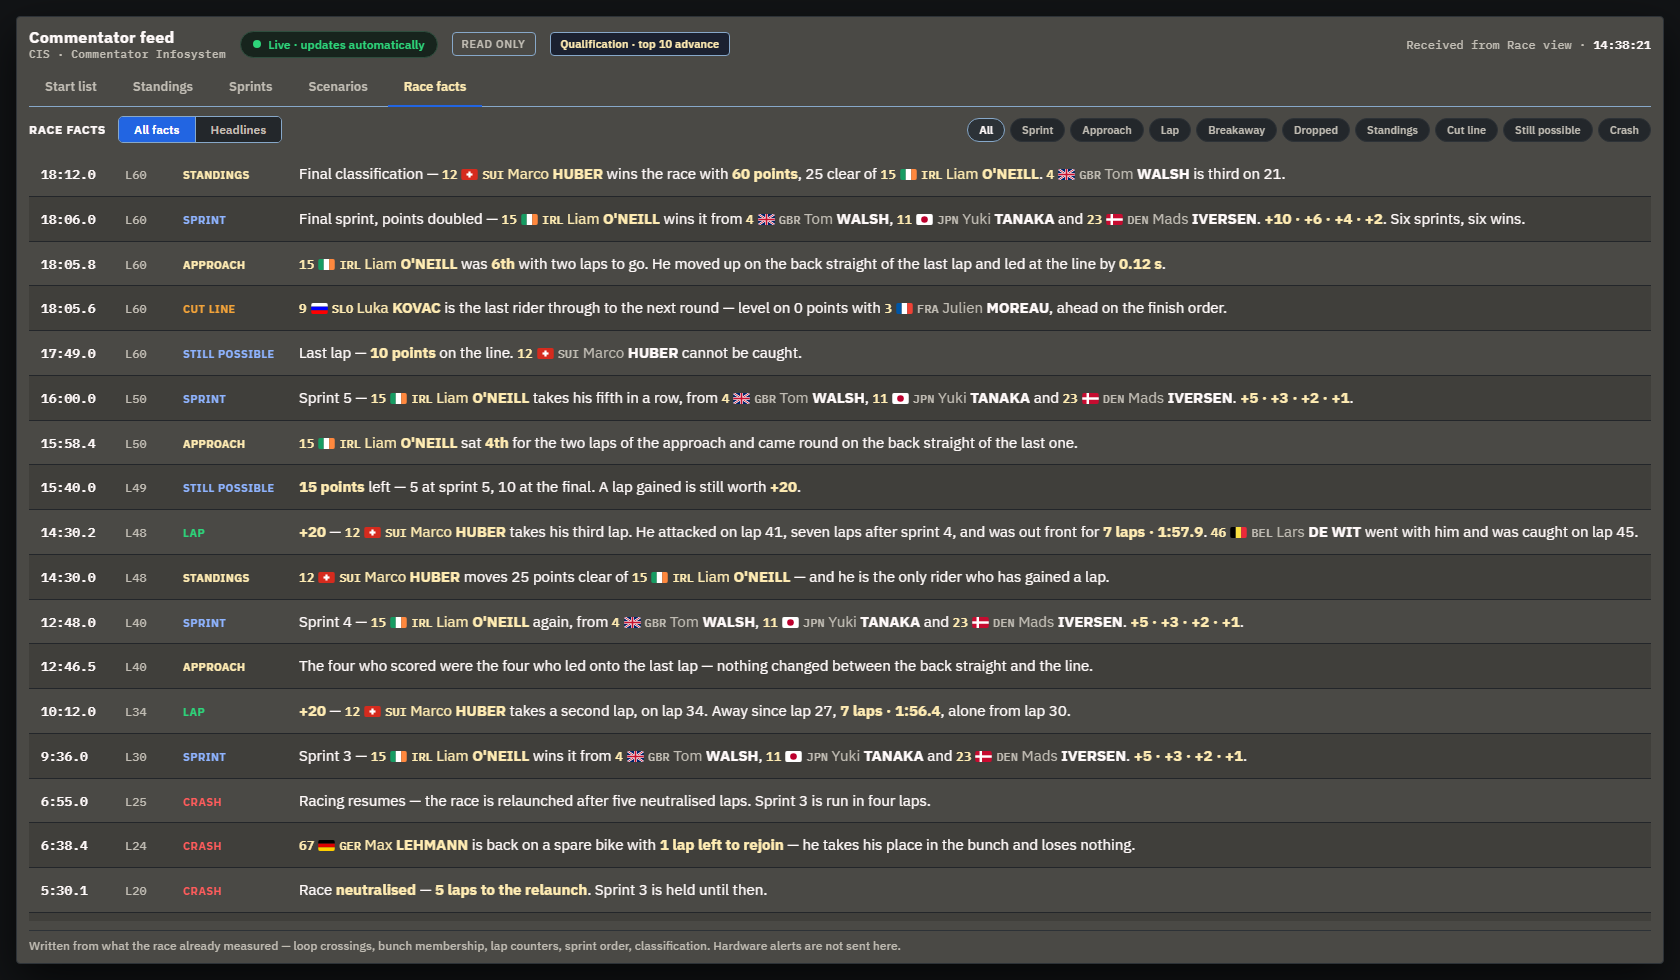 Commentator feed
CIS · Commentator Infosystem
Live · updates automatically
READ ONLY
Qualification · top 10 advance
Received from Race view · 14:38:21
Start list Standings Sprints Scenarios Race facts
RACE FACTS All facts Headlines All Sprint Approach Lap Breakaway Dropped Standings Cut line Still possible Crash
18:12.0 L60 STANDINGS Final classification — 12 SUI Marco HUBER wins the race with 60 points, 25 clear of 15 IRL Liam O'NEILL. 4 GBR Tom WALSH is third on 21.
18:06.0 L60 SPRINT Final sprint, points doubled — 15 IRL Liam O'NEILL wins it from 4 GBR Tom WALSH, 11 JPN Yuki TANAKA and 23 DEN Mads IVERSEN. +10 · +6 · +4 · +2. Six sprints, six wins.
18:05.8 L60 APPROACH 15 IRL Liam O'NEILL was 6th with two laps to go. He moved up on the back straight of the last lap and led at the line by 0.12 s.
18:05.6 L60 CUT LINE 9 SLO Luka KOVAC is the last rider through to the next round — level on 0 points with 3 FRA Julien MOREAU, ahead on the finish order.
17:49.0 L60 STILL POSSIBLE Last lap — 10 points on the line. 12 SUI Marco HUBER cannot be caught.
16:00.0 L50 SPRINT Sprint 5 — 15 IRL Liam O'NEILL takes his fifth in a row, from 4 GBR Tom WALSH, 11 JPN Yuki TANAKA and 23 DEN Mads IVERSEN. +5 · +3 · +2 · +1.
15:58.4 L50 APPROACH 15 IRL Liam O'NEILL sat 4th for the two laps of the approach and came round on the back straight of the last one.
15:40.0 L49 STILL POSSIBLE 15 points left — 5 at sprint 5, 10 at the final. A lap gained is still worth +20.
14:30.2 L48 LAP +20 — 12 SUI Marco HUBER takes his third lap. He attacked on lap 41, seven laps after sprint 4, and was out front for 7 laps · 1:57.9. 46 BEL Lars DE WIT went with him and was caught on lap 45.
14:30.0 L48 STANDINGS 12 SUI Marco HUBER moves 25 points clear of 15 IRL Liam O'NEILL — and he is the only rider who has gained a lap.
12:48.0 L40 SPRINT Sprint 4 — 15 IRL Liam O'NEILL again, from 4 GBR Tom WALSH, 11 JPN Yuki TANAKA and 23 DEN Mads IVERSEN. +5 · +3 · +2 · +1.
12:46.5 L40 APPROACH The four who scored were the four who led onto the last lap — nothing changed between the back straight and the line.
10:12.0 L34 LAP +20 — 12 SUI Marco HUBER takes a second lap, on lap 34. Away since lap 27, 7 laps · 1:56.4, alone from lap 30.
9:36.0 L30 SPRINT Sprint 3 — 15 IRL Liam O'NEILL wins it from 4 GBR Tom WALSH, 11 JPN Yuki TANAKA and 23 DEN Mads IVERSEN. +5 · +3 · +2 · +1.
6:55.0 L25 CRASH Racing resumes — the race is relaunched after five neutralised laps. Sprint 3 is run in four laps.
6:38.4 L24 CRASH 67 GER Max LEHMANN is back on a spare bike with 1 lap left to rejoin — he takes his place in the bunch and loses nothing.
5:30.1 L20 CRASH Race neutralised — 5 laps to the relaunch. Sprint 3 is held until then.
Written from what the race already measured — loop crossings, bunch membership, lap counters, sprint order, classification. Hardware alerts are not sent here.